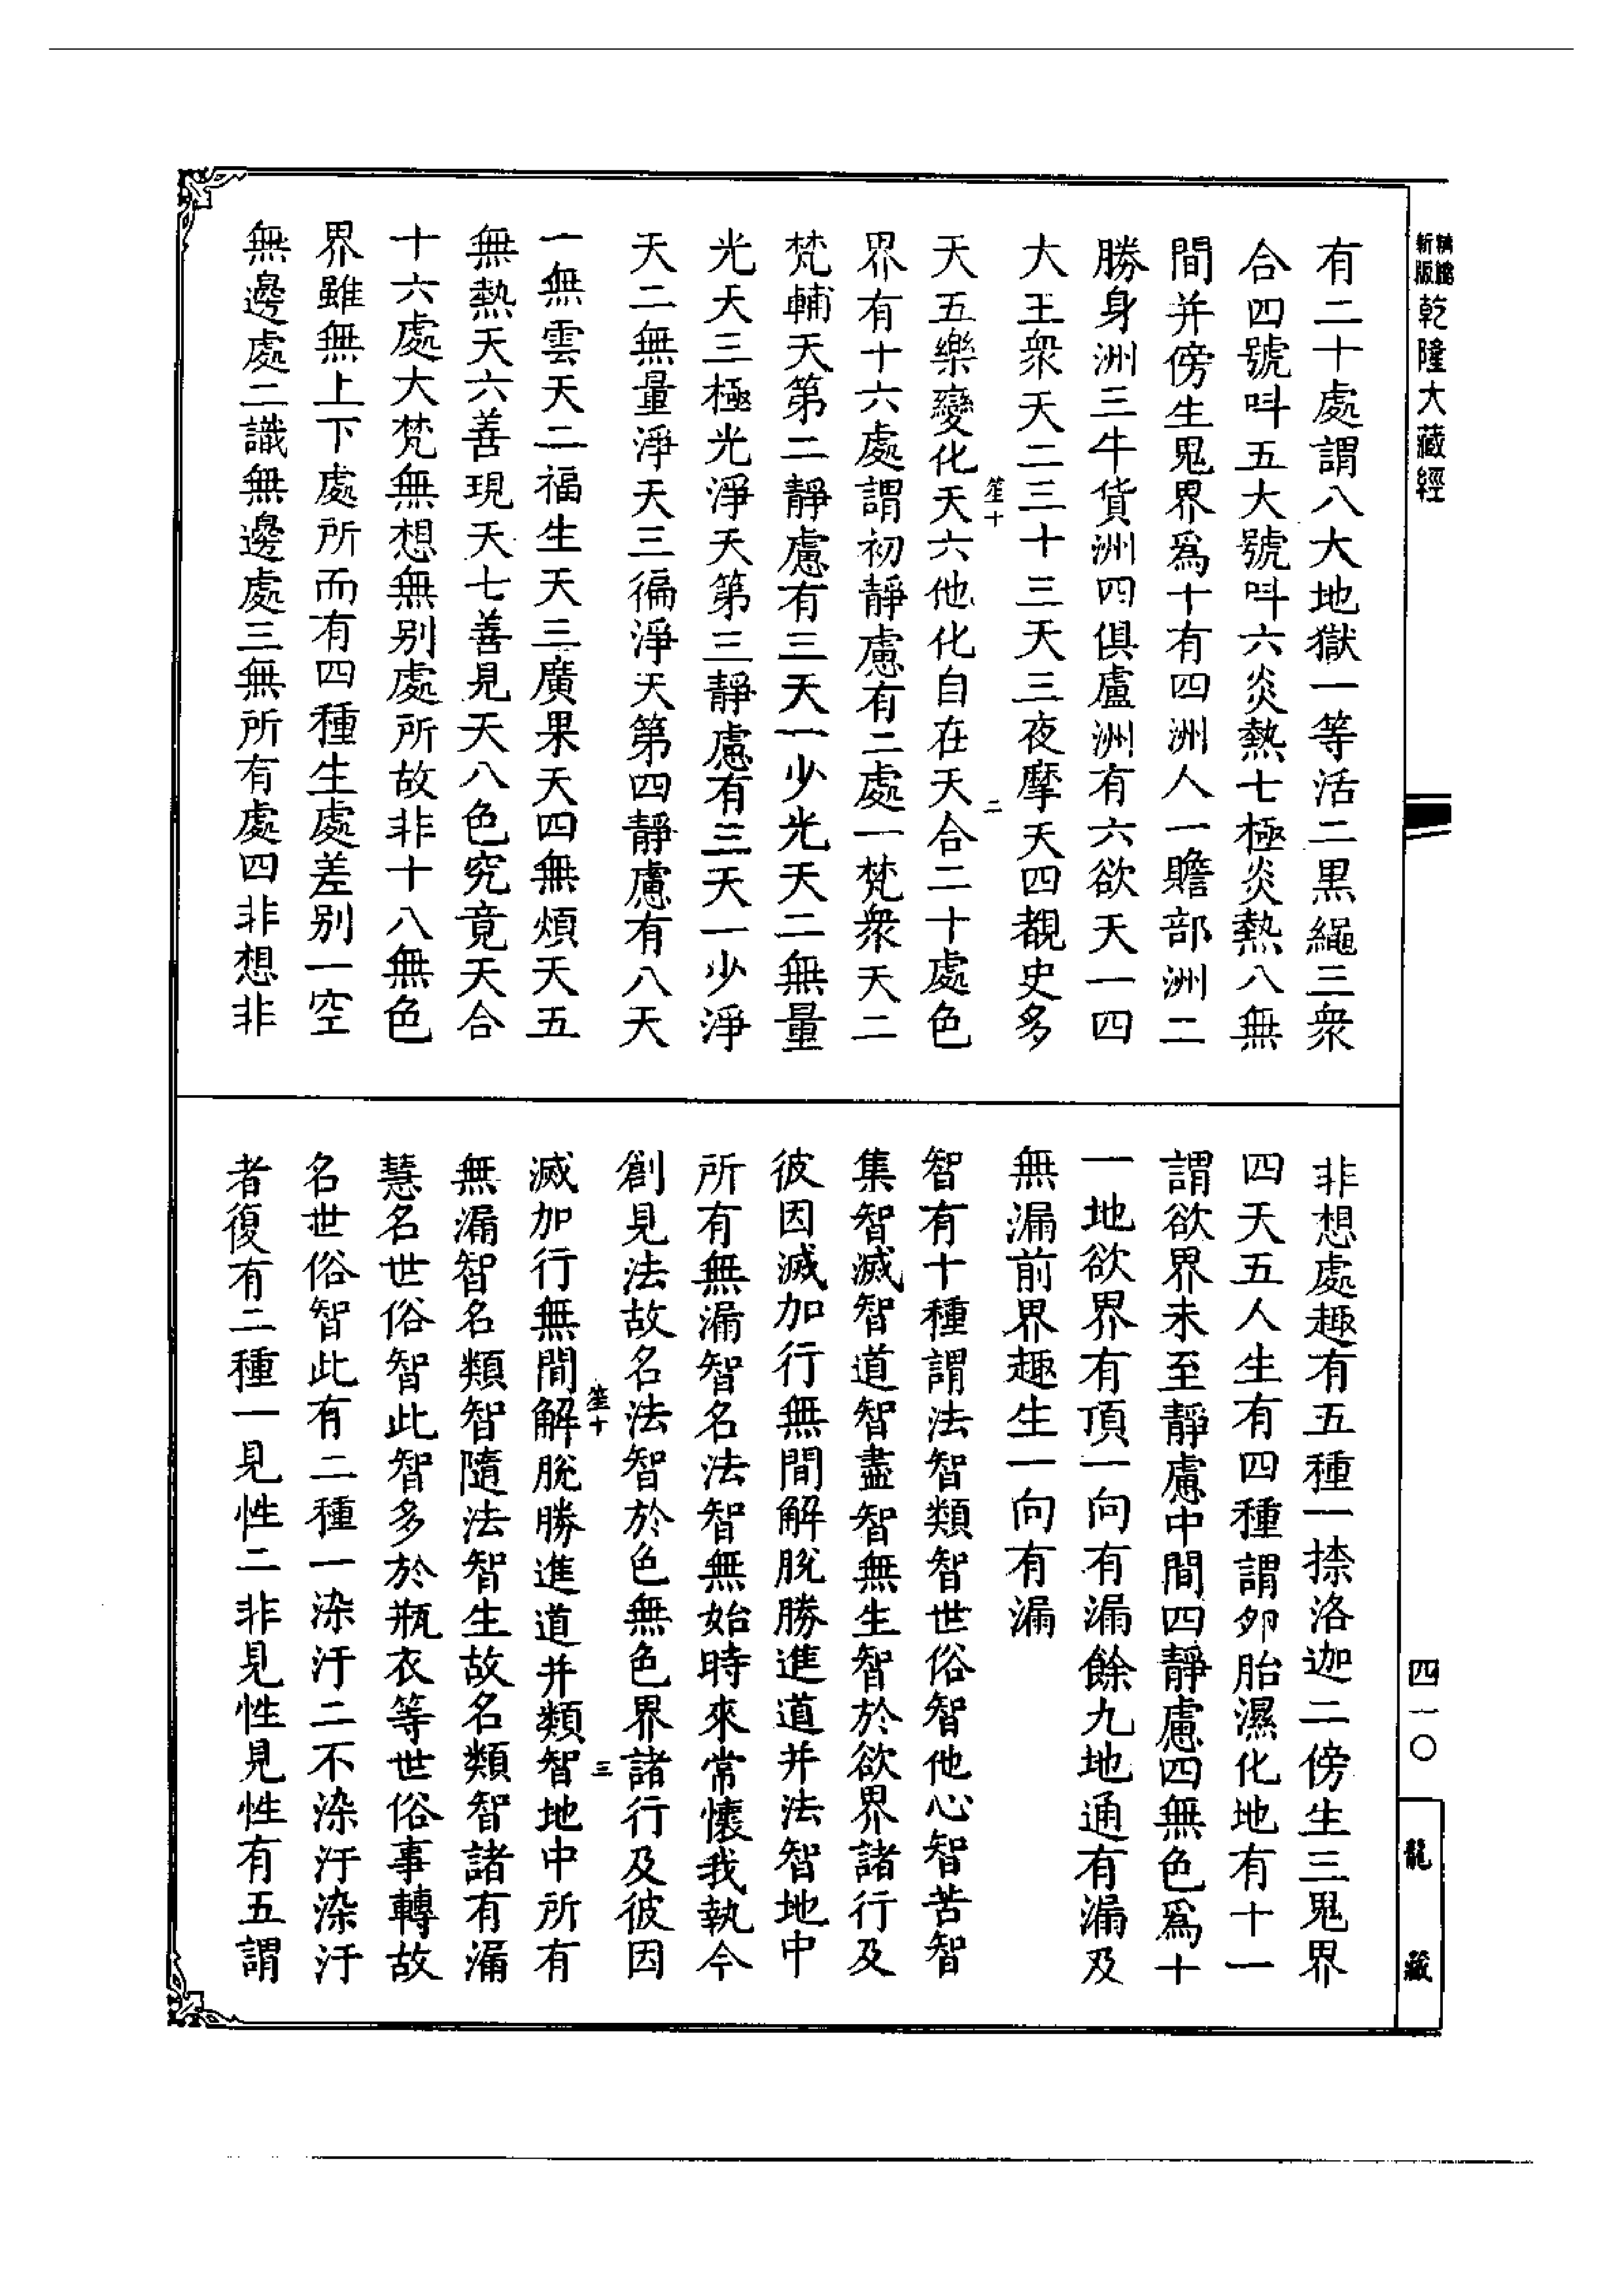 精鐫新版乾隆大藏經
四一〇
龍藏
有二十處謂八大地獄一等活二黑繩三衆
合四號呌五大號呌六炎熱七極炎熱八無
間并傍生鬼界爲十有四洲人一贍部洲二
勝身洲三牛貨洲四俱盧洲有六欲天一四
大王衆天二三十三天三夜摩天四覩史多
笙十 二
天五樂變化天六他化自在天合二十處色
界有十六處謂初靜慮有二處一梵衆天二
梵輔天第二靜慮有三天一少光天二無量
光天三極光淨天第三靜慮有三天一少淨
天二無量淨天三徧淨天第四靜慮有八天
一無雲天二福生天三廣果天四無煩天五
無熱天六善現天七善見天八色究竟天合
十六處大梵無想無别處所故非十八無色
界雖無上下處所而有四種生處差别一空
無邊處二識無邊處三無所有處四非想非
非想處趣有五種一捺洛迦二傍生三鬼界
四天五人生有四種謂卵胎濕化地有十一
謂欲界未至靜慮中間四靜慮四無色爲十
一地欲界有頂一向有漏餘九地通有漏及
無漏前界趣生一向有漏
智有十種謂法智類智世俗智他心智苦智
集智滅智道智盡智無生智於欲界諸行及
彼因滅加行無間解脫勝進道并法智地中
所有無漏智名法智無始時來常懷我執今
創見法故名法智於色無色界諸行及彼因
笙十 三
滅加行無間解脫勝進道并類智地中所有
無漏智名類智隨法智生故名類智諸有漏
慧名世俗智此智多於瓶衣等世俗事轉故
名世俗智此有二種一染汙二不染汙染汙
者復有二種一見性二非見性見性有五謂